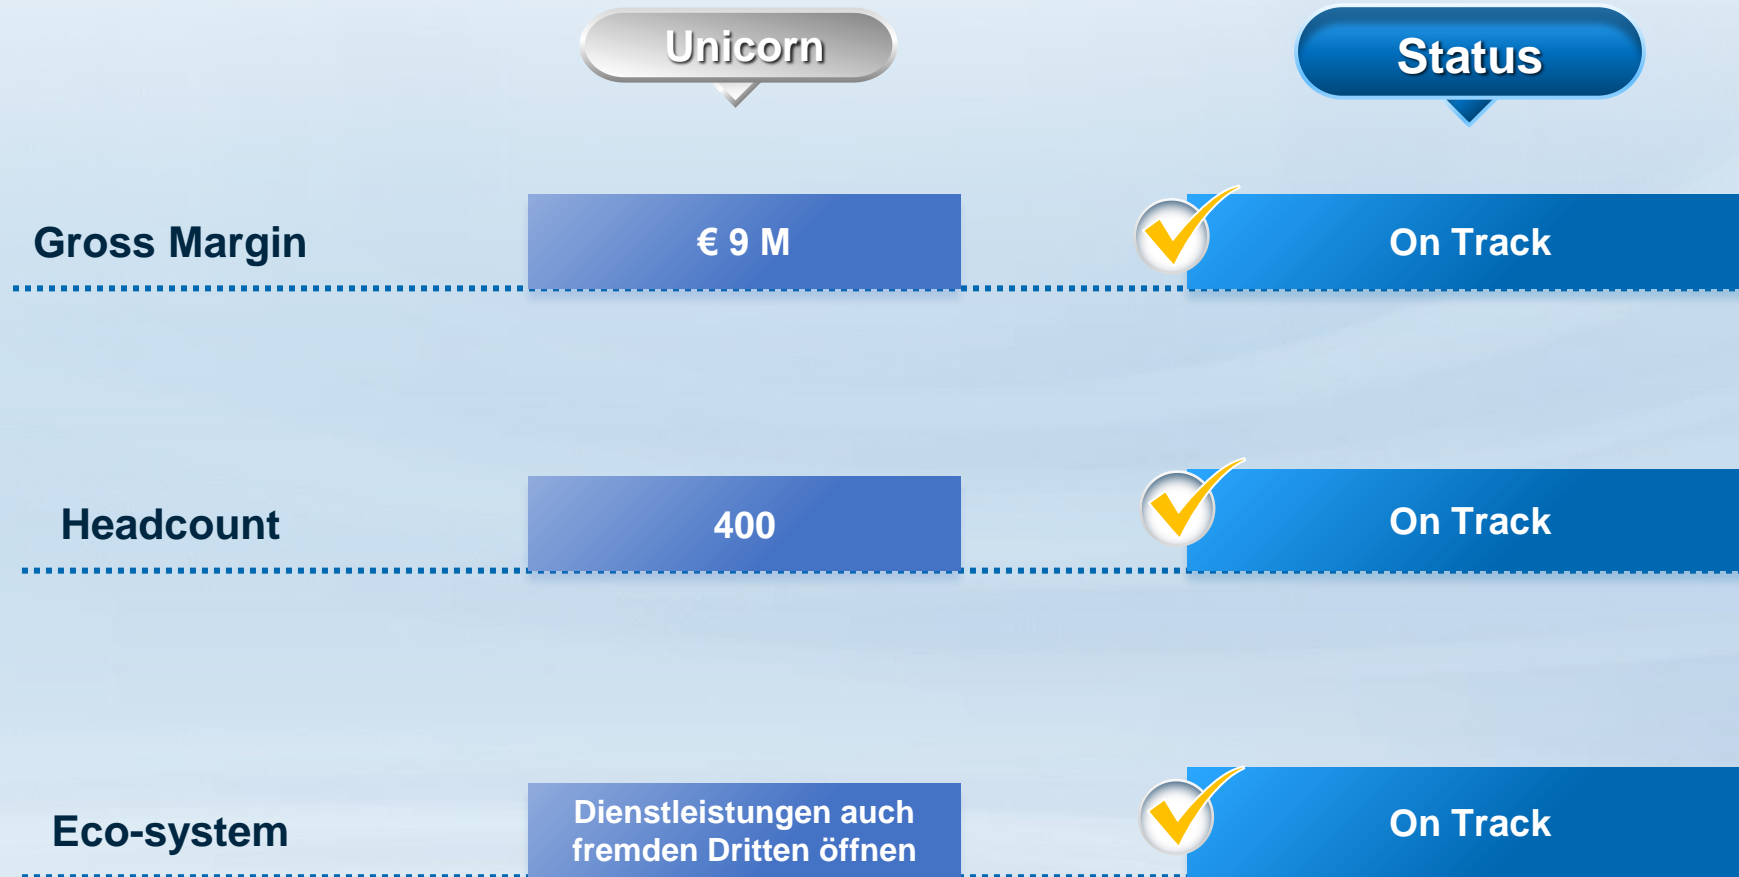 Unicorn
Status
Gross Margin
€ 9 M
On Track
Headcount
400
On Track
Eco-system
Dienstleistungen auch
fremden Dritten öffnen
On Track